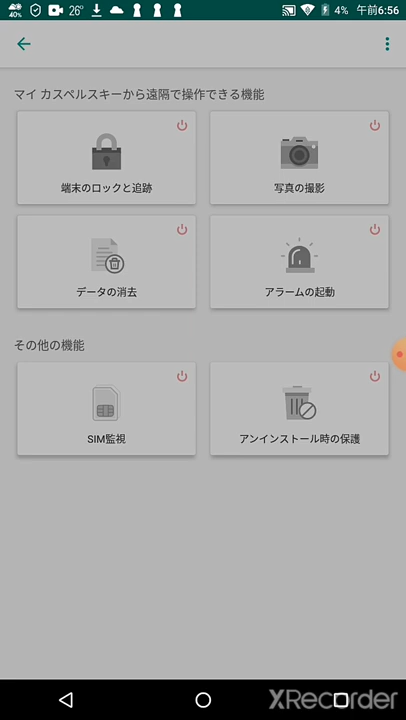 40%
26°
4% 午前6:56
マイ カスペルスキーから遠隔で操作できる機能
端末のロックと追跡
写真の撮影
データの消去
アラームの起動
その他の機能
SIM監視
アンインストール時の保護
XRecorder